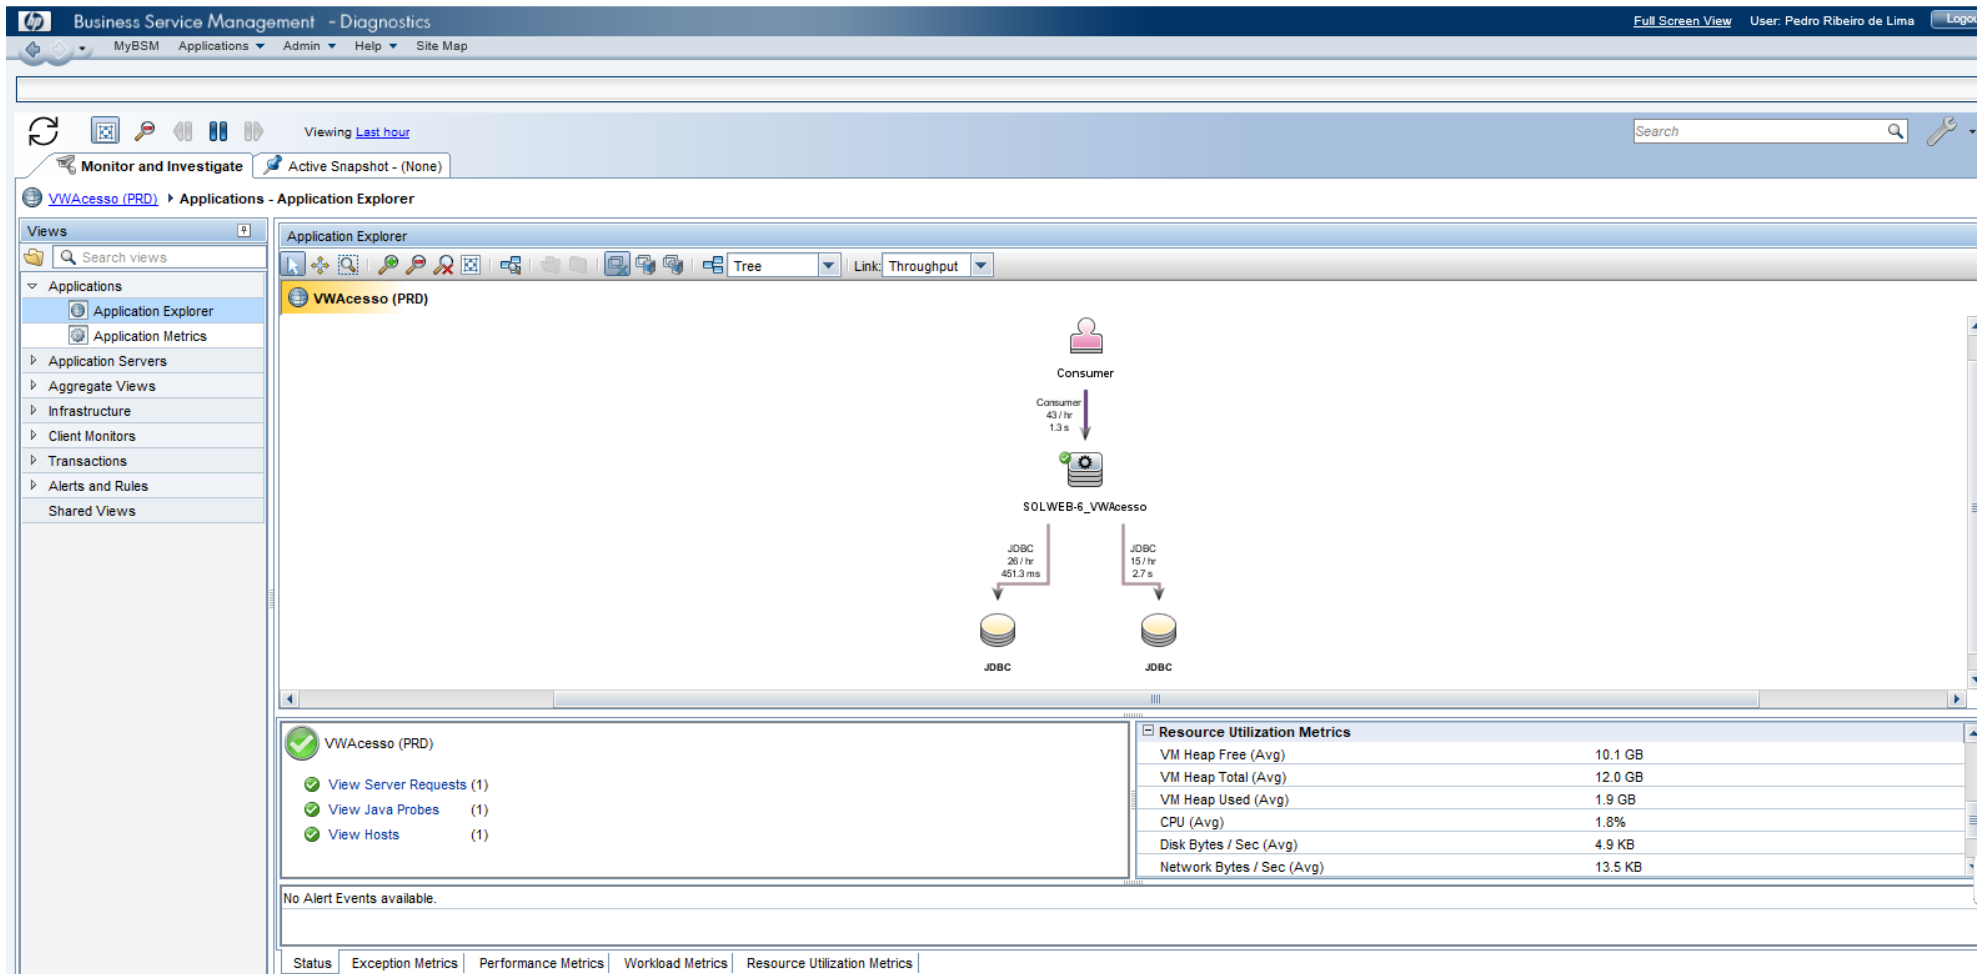 hp Business Service Management - Diagnostics
Full Screen View User: Pedro Ribeiro de Lima
MyBSM Applications Admin Help Site Map
Viewing Last hour
Search
Monitor and Investigate Active Snapshot - (None)
VWAcesso (PRD) Applications - Application Explorer
Views
Search views
Applications
Application Explorer
Application Metrics
Application Servers
Aggregate Views
Infrastructure
Client Monitors
Transactions
Alerts and Rules
Shared Views
Application Explorer
Tree Link: Throughput
VWAcesso (PRD)
Consumer
Consumer
43 / hr
1.3 s
SOLWEB-6_VWAcesso
JDBC
26 / hr
451.3 ms
JDBC
15 / hr
2.7 s
JDBC
JDBC
VWAcesso (PRD)
View Server Requests (1)
View Java Probes (1)
View Hosts (1)
Resource Utilization Metrics
VM Heap Free (Avg) 10.1 GB
VM Heap Total (Avg) 12.0 GB
VM Heap Used (Avg) 1.9 GB
CPU (Avg) 1.8%
Disk Bytes / Sec (Avg) 4.9 KB
Network Bytes / Sec (Avg) 13.5 KB
No Alert Events available.
Status Exception Metrics Performance Metrics Workload Metrics Resource Utilization Metrics